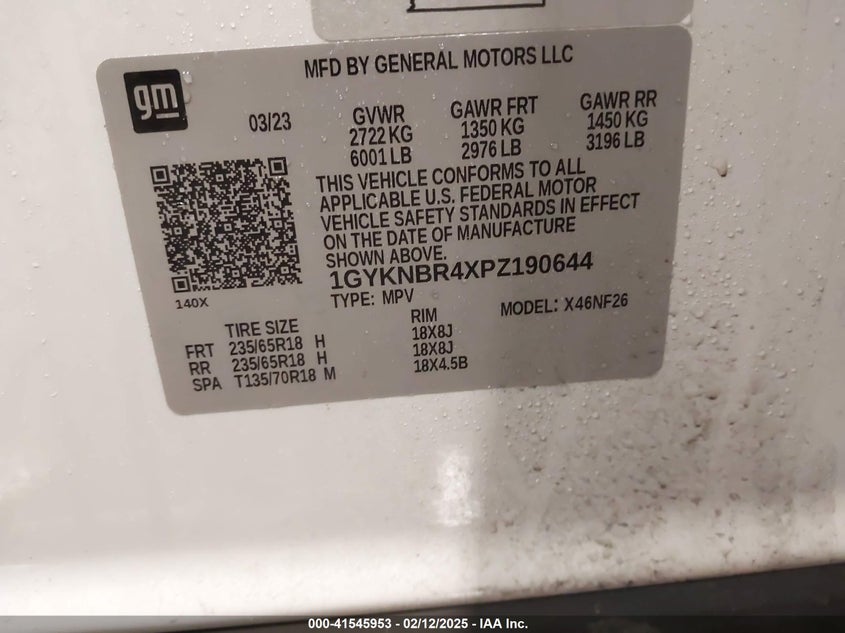 MFD BY GENERAL MOTORS LLC
gm
03/23
GVWR GAWR FRT GAWR RR
2722 KG 1350 KG 1450 KG
6001 LB 2976 LB 3196 LB
THIS VEHICLE CONFORMS TO ALL
APPLICABLE U.S. FEDERAL MOTOR
VEHICLE SAFETY STANDARDS IN EFFECT
ON THE DATE OF MANUFACTURE
SHOWN ABOVE.
1GYKNBR4XPZ190644
140X
TYPE: MPV MODEL: X46NF26
TIRE SIZE RIM
FRT 235/65R18 H 18X8J
RR 235/65R18 H 18X8J
SPA T135/70R18 M 18X4.5B
000-41545953 - 02/12/2025 - IAA Inc.